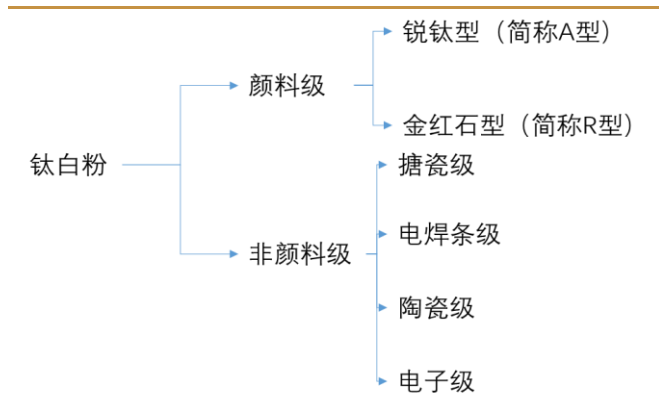 钛白粉
颜料级
锐钛型（简称A型）
金红石型（简称R型）
非颜料级
搪瓷级
电焊条级
陶瓷级
电子级